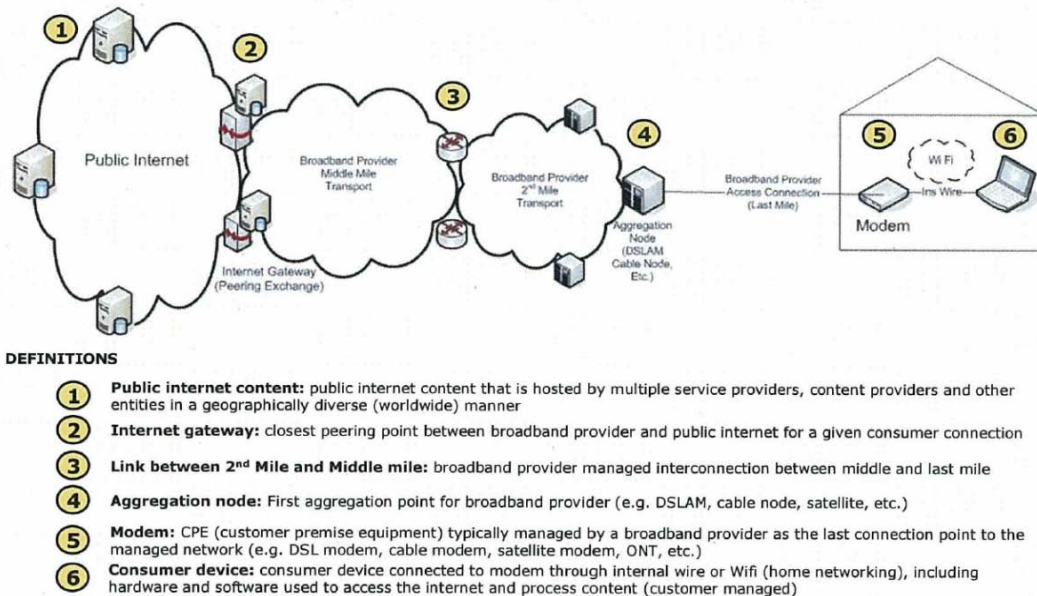 1
2
3
4
5
6
Public Internet
Broadband Provider
Middle Mile
Transport
Broadband Provider
2nd Mile
Transport
Internet Gateway
(Peering Exchange)
Aggregation
Node
(DSLAM
Cable Node,
Etc.)
Broadband Provider
Access Connection
(Last Mile)
Wi Fi
Ins Wire
Modem
DEFINITIONS
1 Public internet content: public internet content that is hosted by multiple service providers, content providers and other
entities in a geographically diverse (worldwide) manner
2 Internet gateway: closest peering point between broadband provider and public internet for a given consumer connection
3 Link between 2nd Mile and Middle mile: broadband provider managed interconnection between middle and last mile
4 Aggregation node: First aggregation point for broadband provider (e.g. DSLAM, cable node, satellite, etc.)
5 Modem: CPE (customer premise equipment) typically managed by a broadband provider as the last connection point to the
managed network (e.g. DSL modem, cable modem, satellite modem, ONT, etc.)
6 Consumer device: consumer device connected to modem through internal wire or Wifi (home networking), including
hardware and software used to access the internet and process content (customer managed)